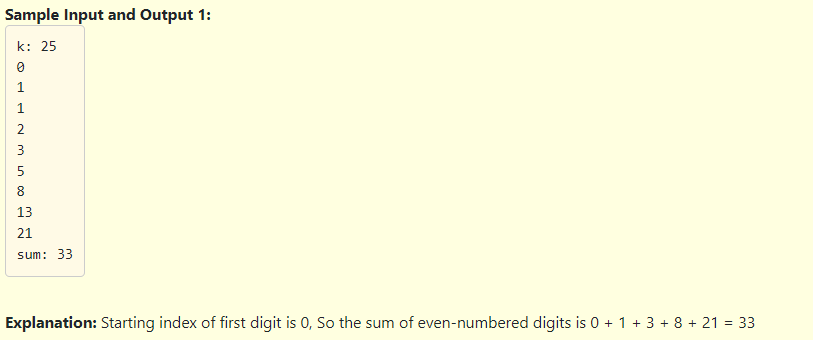 Sample Input and Output 1:
k: 25
0
1
1
2
3
5
8
13
21
sum: 33
Explanation: Starting index of first digit is 0, So the sum of even-numbered digits is 0 + 1 + 3 + 8 + 21 = 33